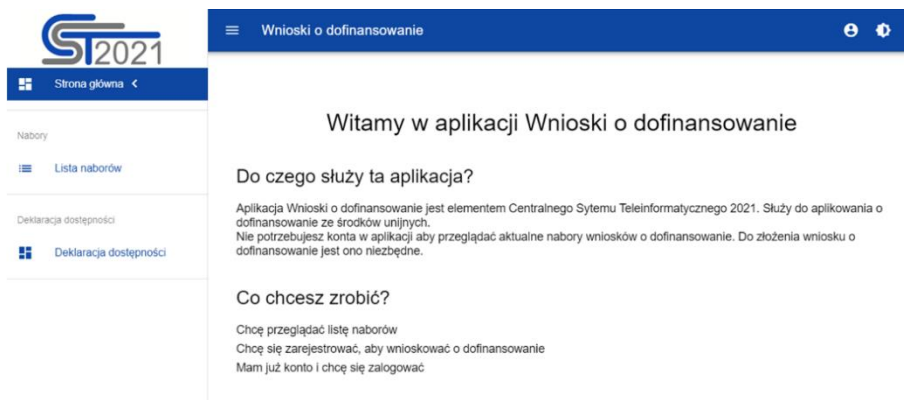 CST2021
Wnioski o dofinansowanie
Strona główna
Nabory
Lista naborów
Deklaracja dostępności
Deklaracja dostępności
Witamy w aplikacji Wnioski o dofinansowanie
Do czego służy ta aplikacja?
Aplikacja Wnioski o dofinansowanie jest elementem Centralnego Sytemu Teleinformatycznego 2021. Służy do aplikowania o
dofinansowanie ze środków unijnych.
Nie potrzebujesz konta w aplikacji aby przeglądać aktualne nabory wniosków o dofinansowanie. Do złożenia wniosku o
dofinansowanie jest ono niezbędne.
Co chcesz zrobić?
Chcę przeglądać listę naborów
Chcę się zarejestrować, aby wnioskować o dofinansowanie
Mam już konto i chcę się zalogować